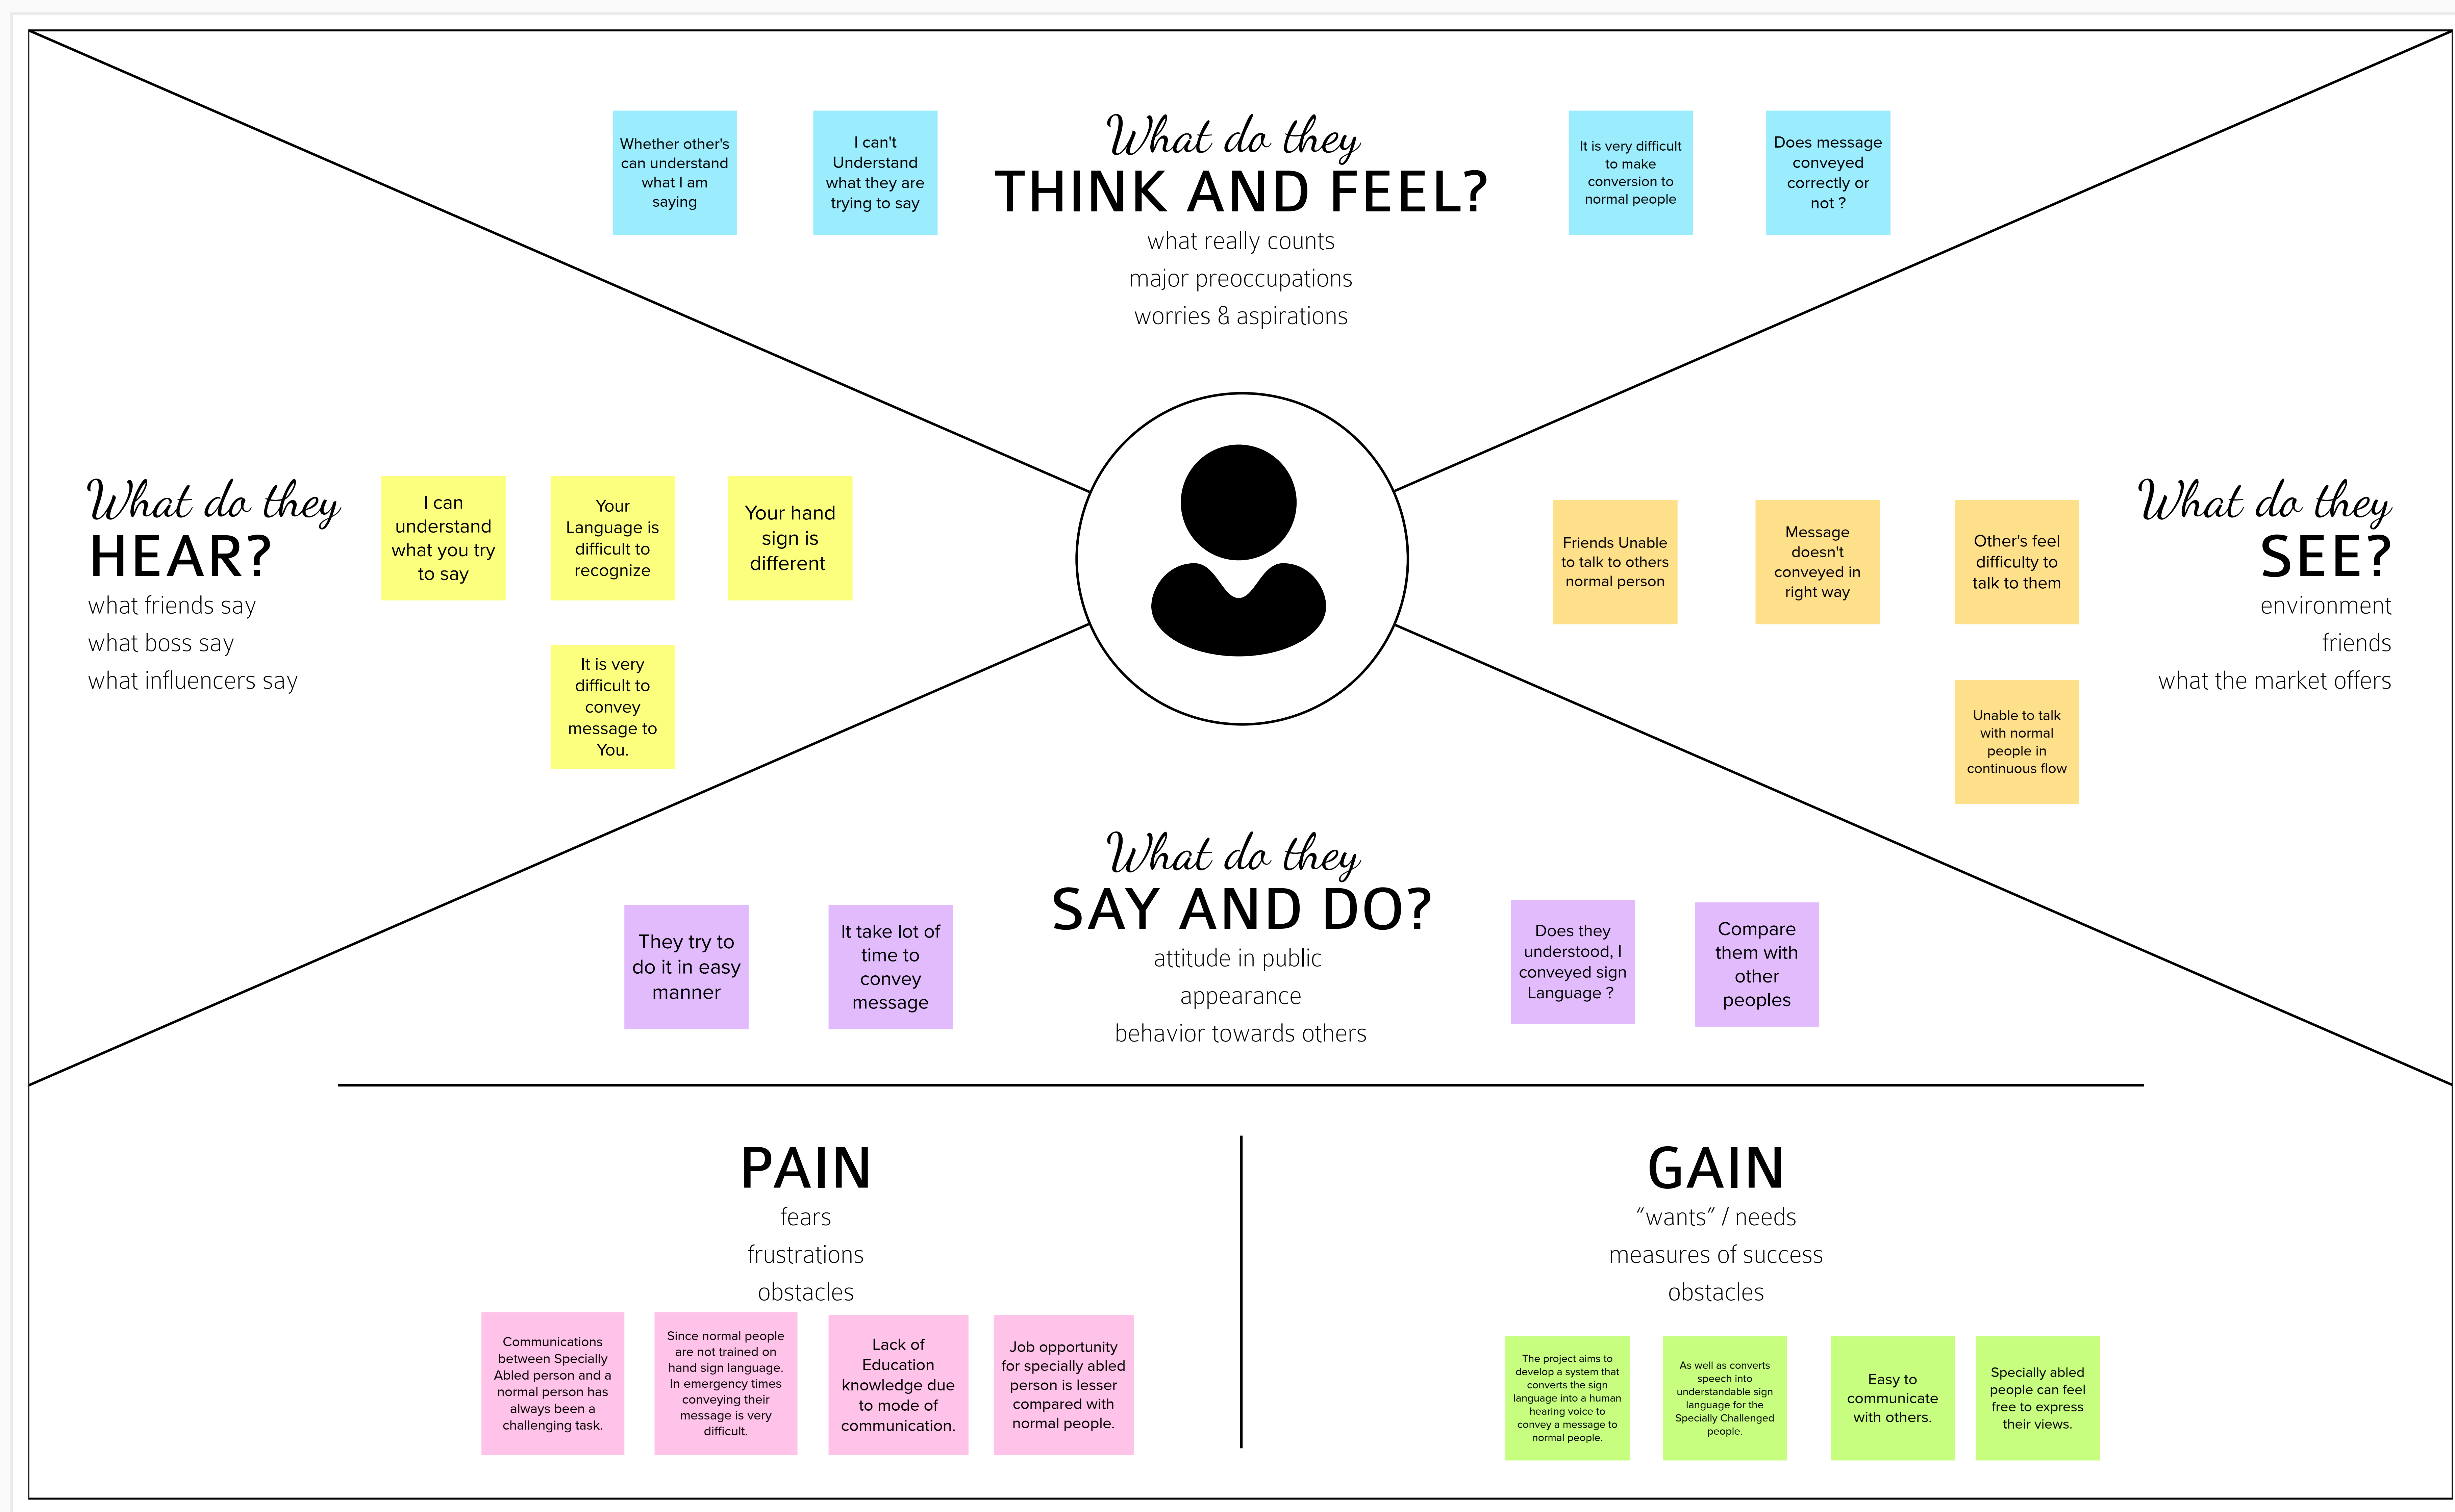 What do they
THINK AND FEEL?
what really counts
major preoccupations
worries & aspirations
Whether other's
can understand
what I am
saying
I can't
Understand
what they are
trying to say
It is very difficult
to make
conversion to
normal people
Does message
conveyed
correctly or
not ?
What do they
HEAR?
what friends say
what boss say
what influencers say
I can
understand
what you try
to say
Your
Language is
difficult to
recognize
Your hand
sign is
different
It is very
difficult to
convey
message to
You.
What do they
SEE?
environment
friends
what the market offers
Friends Unable
to talk to others
normal person
Message
doesn't
conveyed in
right way
Other's feel
difficulty to
talk to them
Unable to talk
with normal
people in
continuous flow
What do they
SAY AND DO?
attitude in public
appearance
behavior towards others
They try to
do it in easy
manner
It take lot of
time to
convey
message
Does they
understood, I
conveyed sign
Language ?
Compare
them with
other
peoples
PAIN
fears
frustrations
obstacles
Communications
between Specially
Abled person and a
normal person has
always been a
challenging task.
Since normal people
are not trained on
hand sign language.
In emergency times
conveying their
message is very
difficult.
Lack of
Education
knowledge due
to mode of
communication.
Job opportunity
for specially abled
person is lesser
compared with
normal people.
GAIN
“wants” / needs
measures of success
obstacles
The project aims to
develop a system that
converts the sign
language into a human
hearing voice to
convey a message to
normal people.
As well as converts
speech into
understandable sign
language for the
Specially Challenged
people.
Easy to
communicate
with others.
Specially abled
people can feel
free to express
their views.